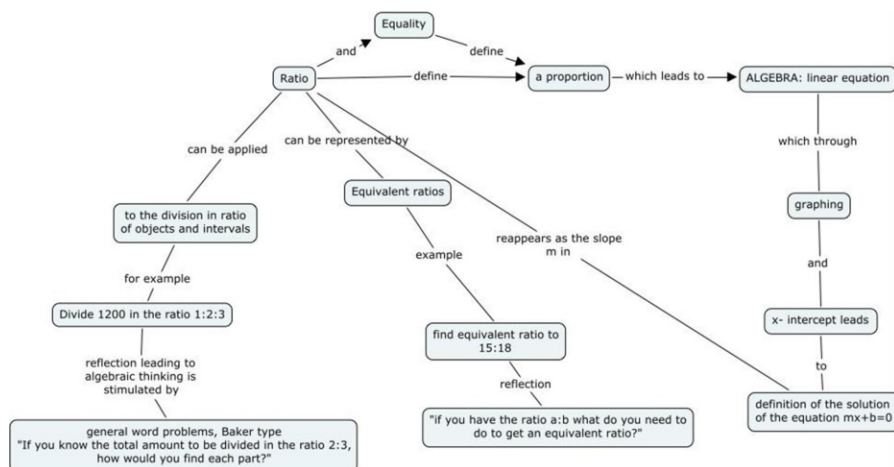 Equality
and
define
Ratio
define
a proportion
which leads to
ALGEBRA: linear equation
can be applied
can be represented by
which through
to the division in ratio
of objects and intervals
Equivalent ratios
graphing
reappears as the slope
m in
for example
example
and
Divide 1200 in the ratio 1:2:3
find equivalent ratio to
15:18
x- intercept leads
reflection leading to
algebraic thinking is
stimulated by
reflection
to
general word problems, Baker type
"If you know the total amount to be divided in the ratio 2:3,
how would you find each part?"
"if you have the ratio a:b what do you need to
do to get an equivalent ratio?"
definition of the solution
of the equation mx+b=0